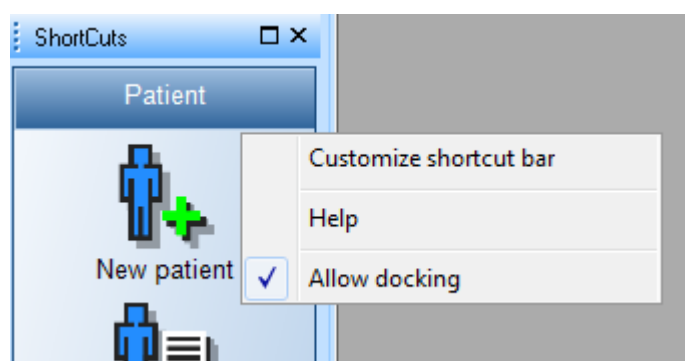 ShortCuts
Patient
Customize shortcut bar
Help
New patient
Allow docking